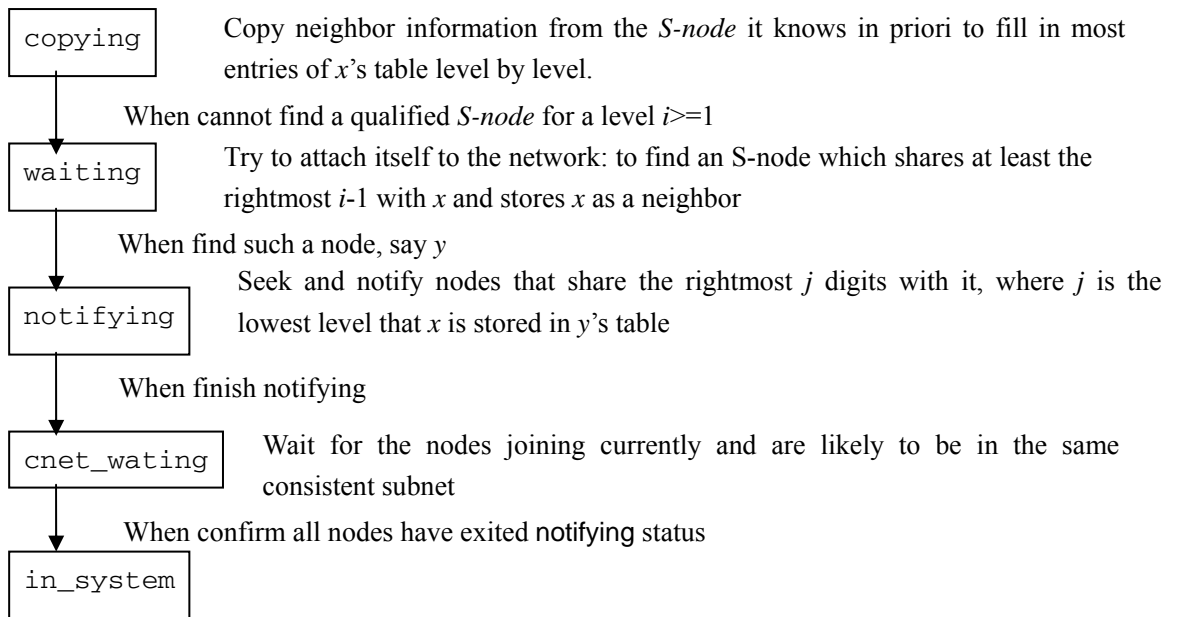 copying
Copy neighbor information from the S-node it knows in priori to fill in most
entries of x's table level by level.
When cannot find a qualified S-node for a level i>=1
waiting
Try to attach itself to the network: to find an S-node which shares at least the
rightmost i-1 with x and stores x as a neighbor
When find such a node, say y
notifying
Seek and notify nodes that share the rightmost j digits with it, where j is the
lowest level that x is stored in y's table
When finish notifying
cnet_wating
Wait for the nodes joining currently and are likely to be in the same
consistent subnet
When confirm all nodes have exited notifying status
in_system